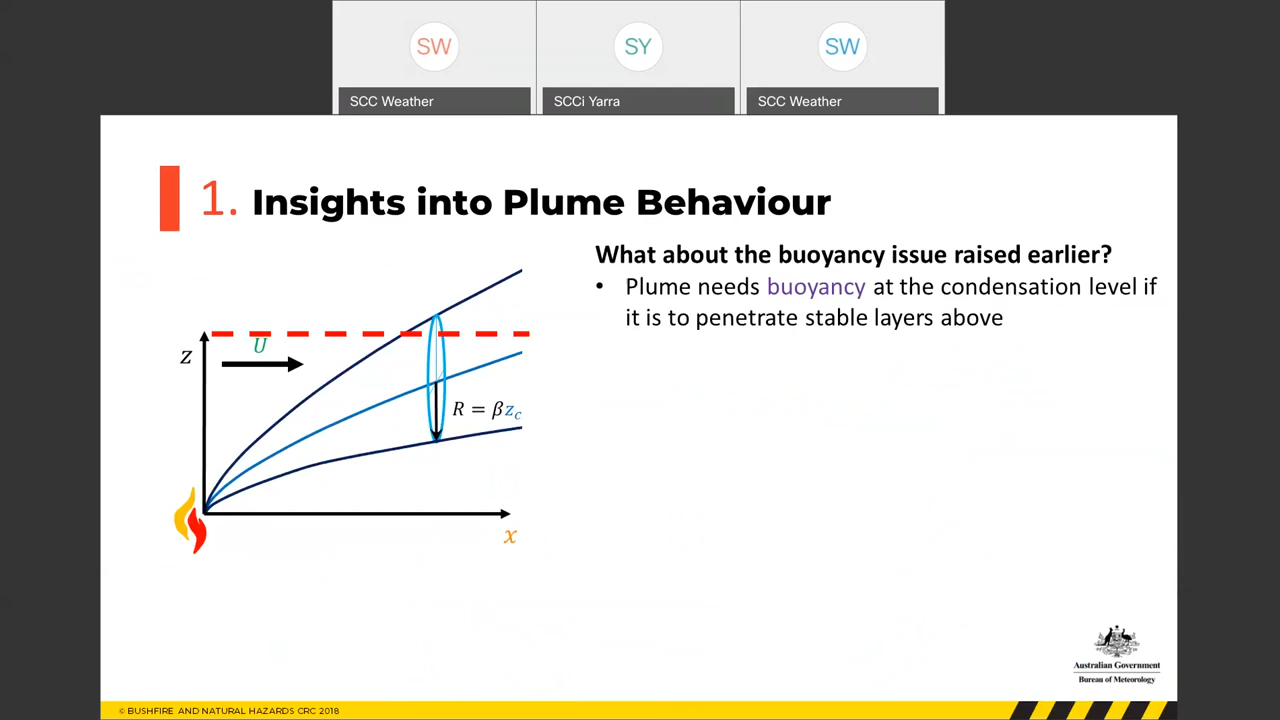 SW
SY
SW
SCC Weather
SCCi Yarra
SCC Weather
1. Insights into Plume Behaviour
What about the buoyancy issue raised earlier?
• Plume needs buoyancy at the condensation level if
it is to penetrate stable layers above
U
z
R = βz_c
x
Australian Government
Bureau of Meteorology
© BUSHFIRE AND NATURAL HAZARDS CRC 2018